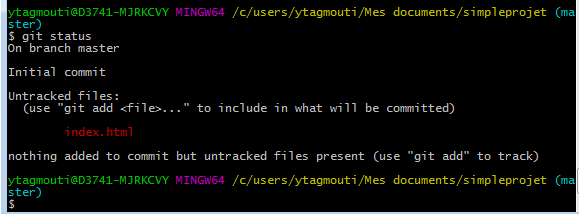 ytagmouti@D3741-MJRKCVY MINGW64 /c/users/ytagmouti/Mes documents/simpleprojet (ma
ster)
$ git status
On branch master
Initial commit
Untracked files:
  (use "git add <file>..." to include in what will be committed)
        index.html
nothing added to commit but untracked files present (use "git add" to track)
ytagmouti@D3741-MJRKCVY MINGW64 /c/users/ytagmouti/Mes documents/simpleprojet (ma
ster)
$